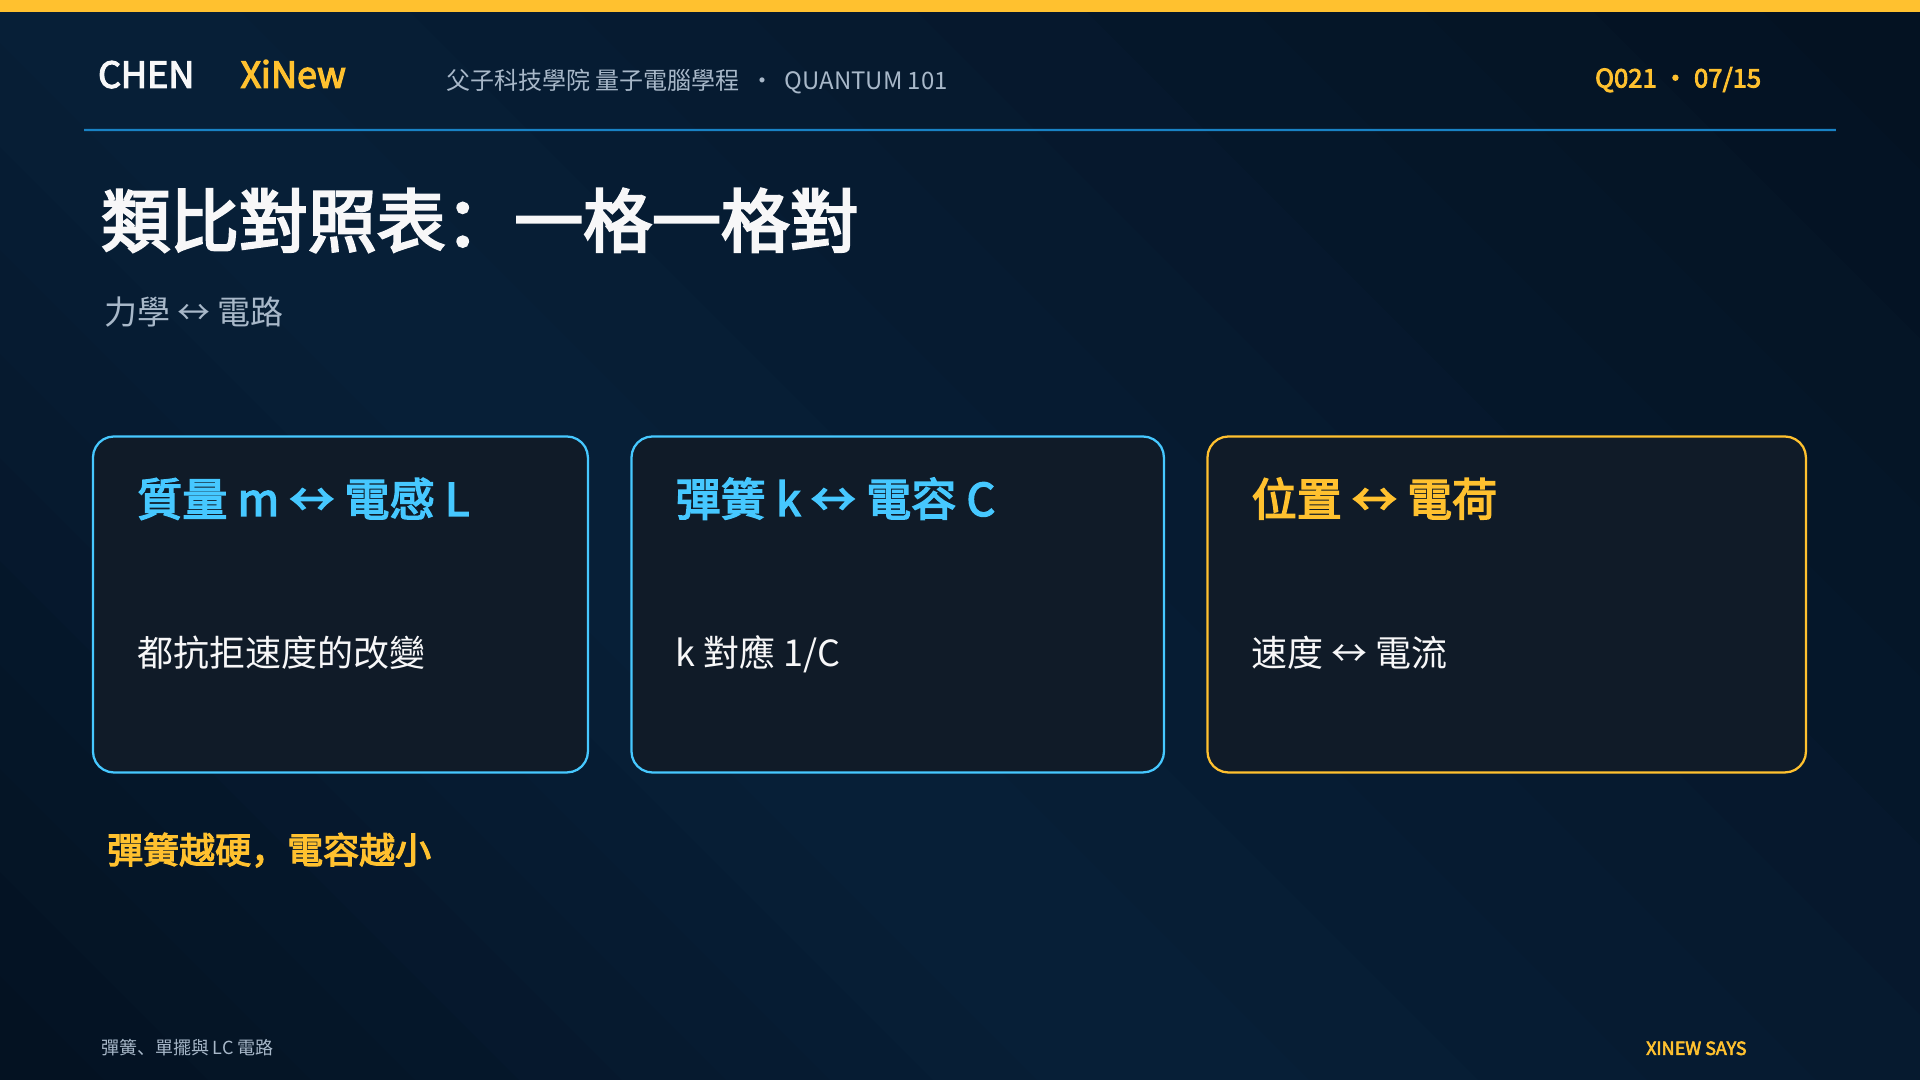 CHEN XiNew 父子科技學院 量子電腦學程 · QUANTUM 101 Q021 · 07/15
類比對照表：一格一格對
力學 ↔ 電路
質量 m ↔ 電感 L
都抗拒速度的改變
彈簧 k ↔ 電容 C
k 對應 1/C
位置 ↔ 電荷
速度 ↔ 電流
彈簧越硬，電容越小
彈簧、單擺與 LC 電路
XINEW SAYS